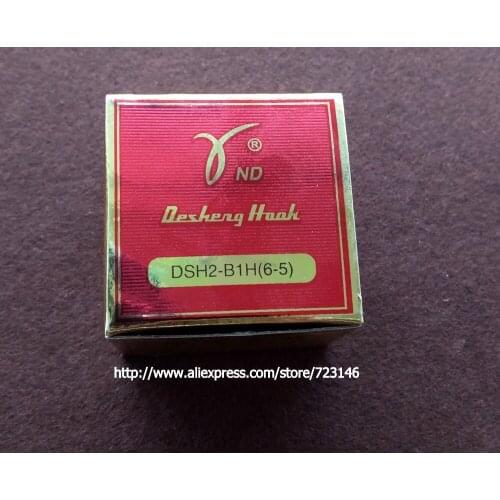 ®
ND
Desheng Hook
DSH2-B1H(6-5)
http://www.aliexpress.com/store/723146